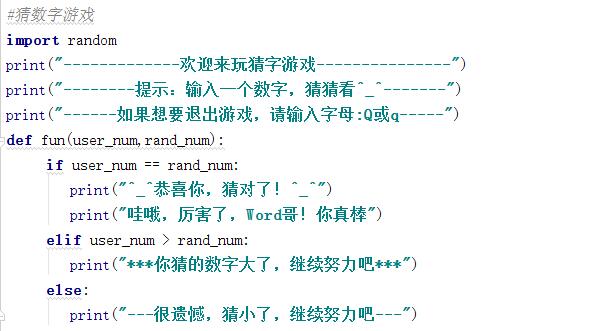 #猜数字游戏
import random
print("-------------欢迎来玩猜字游戏---------------")
print("--------提示：输入一个数字，猜猜看^_^-------")
print("------如果想要退出游戏，请输入字母:Q或q-----")
def fun(user_num,rand_num):
if user_num == rand_num:
print("^_^恭喜你，猜对了！^_^")
print("哇哦，厉害了，Word哥！你真棒")
elif user_num > rand_num:
print("***你猜的数字大了，继续努力吧***")
else:
print("---很遗憾，猜小了，继续努力吧---")